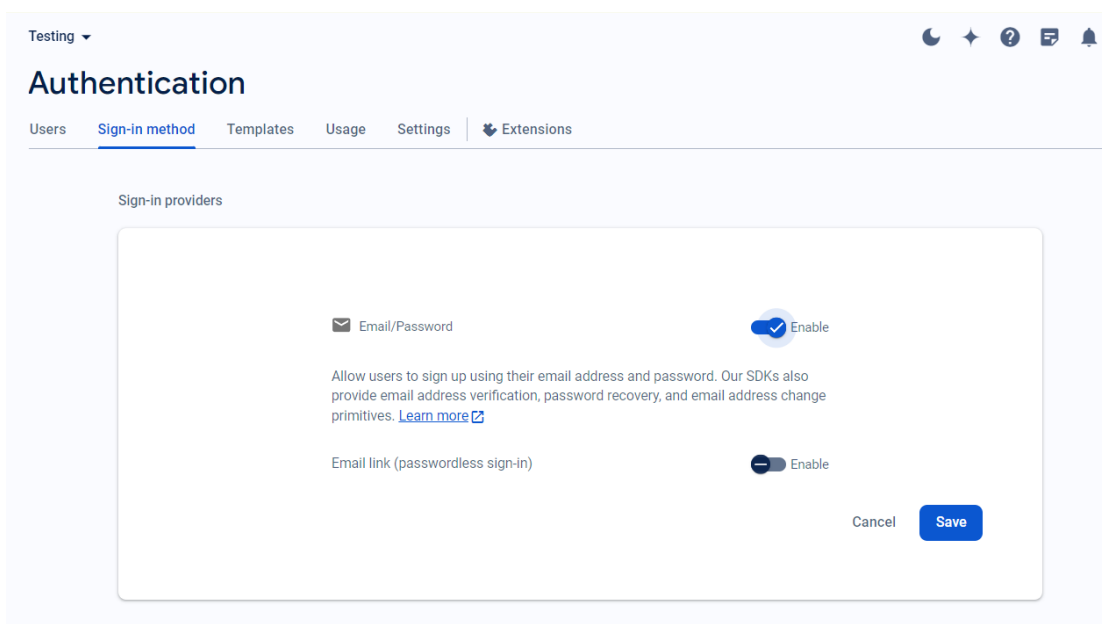 Testing
Authentication
Users Sign-in method Templates Usage Settings Extensions
Sign-in providers
Email/Password Enable
Allow users to sign up using their email address and password. Our SDKs also
provide email address verification, password recovery, and email address change
primitives. Learn more
Email link (passwordless sign-in) Enable
Cancel Save